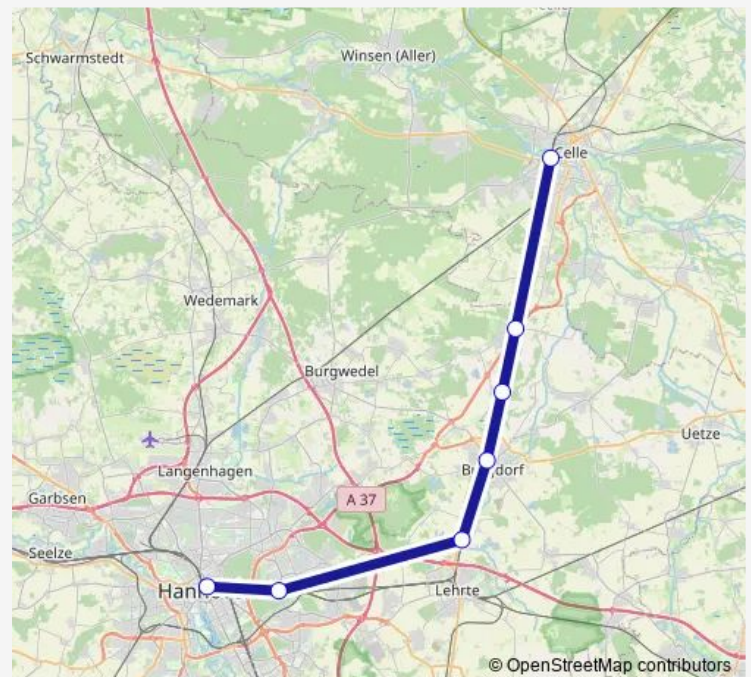 Schwarmstedt
Winsen (Aller)
Celle
Wedemark
Burgwedel
Uetze
Langenhagen
Garbsen
A 37
Seelze
Lehrte
© OpenStreetMap contributors